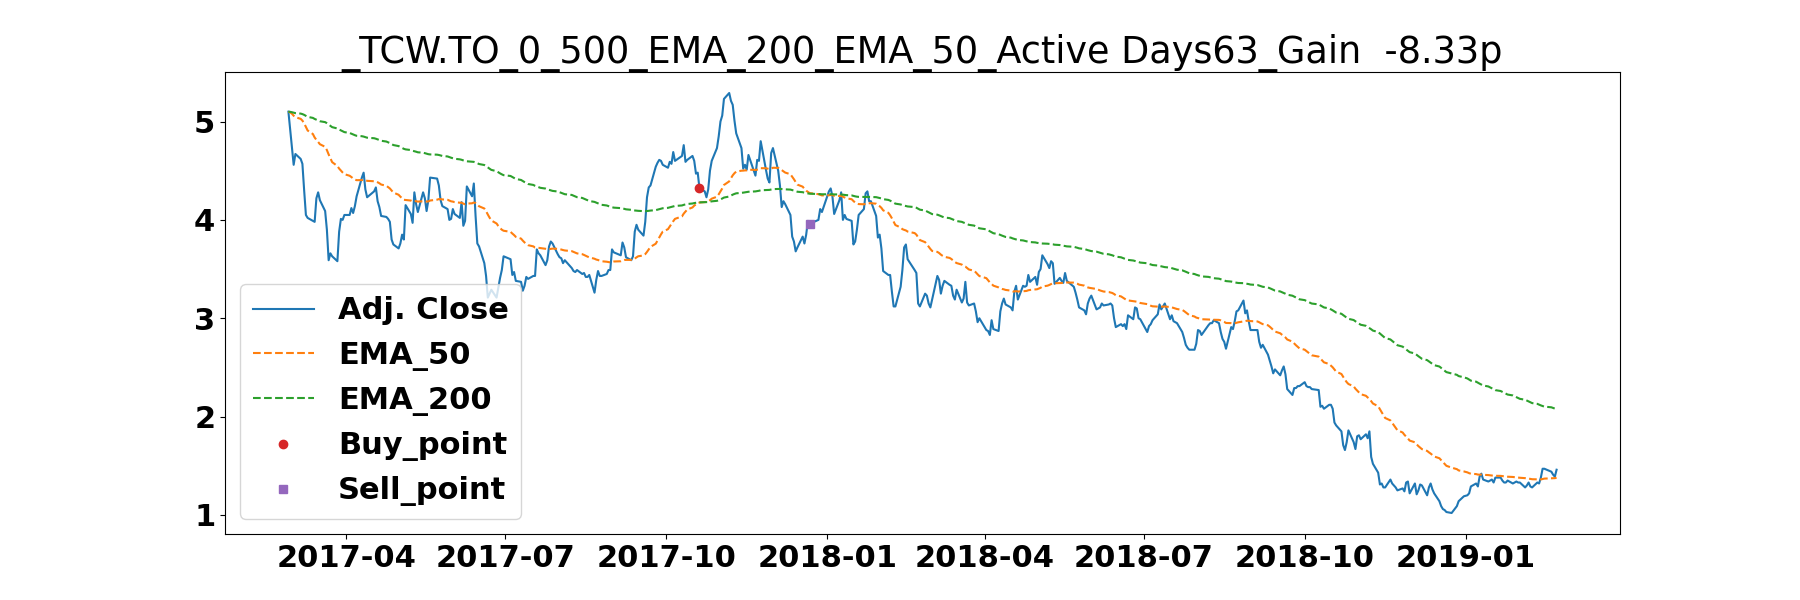 _TCW.TO_0_500_EMA_200_EMA_50_Active Days63_Gain  -8.33p
5
4
3
2
1
Adj. Close
EMA_50
EMA_200
Buy_point
Sell_point
2017-04 2017-07 2017-10 2018-01 2018-04 2018-07 2018-10 2019-01